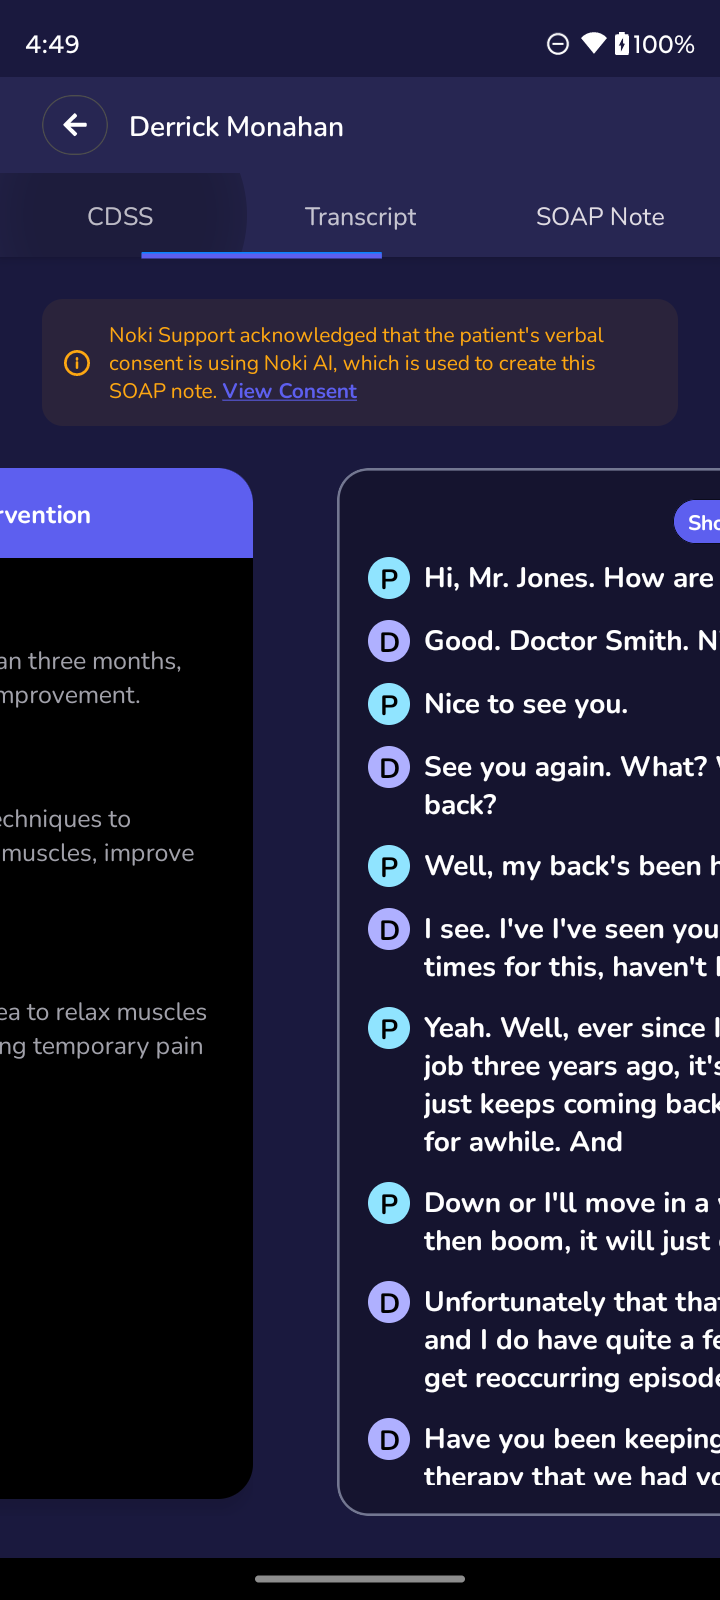 4:49
100%
Derrick Monahan
CDSS
Transcript
SOAP Note
Noki Support acknowledged that the patient's verbal
consent is using Noki AI, which is used to create this
SOAP note. View Consent
rvention
an three months,
mprovement.
echniques to
muscles, improve
ea to relax muscles
ng temporary pain
Sho
P Hi, Mr. Jones. How are
D Good. Doctor Smith. N
P Nice to see you.
D See you again. What?
back?
P Well, my back's been h
D I see. I've I've seen you
times for this, haven't
P Yeah. Well, ever since I
job three years ago, it's
just keeps coming back
for awhile. And
P Down or I'll move in a
then boom, it will just
D Unfortunately that that
and I do have quite a fe
get reoccurring episode
D Have you been keeping
therapy that we had yo